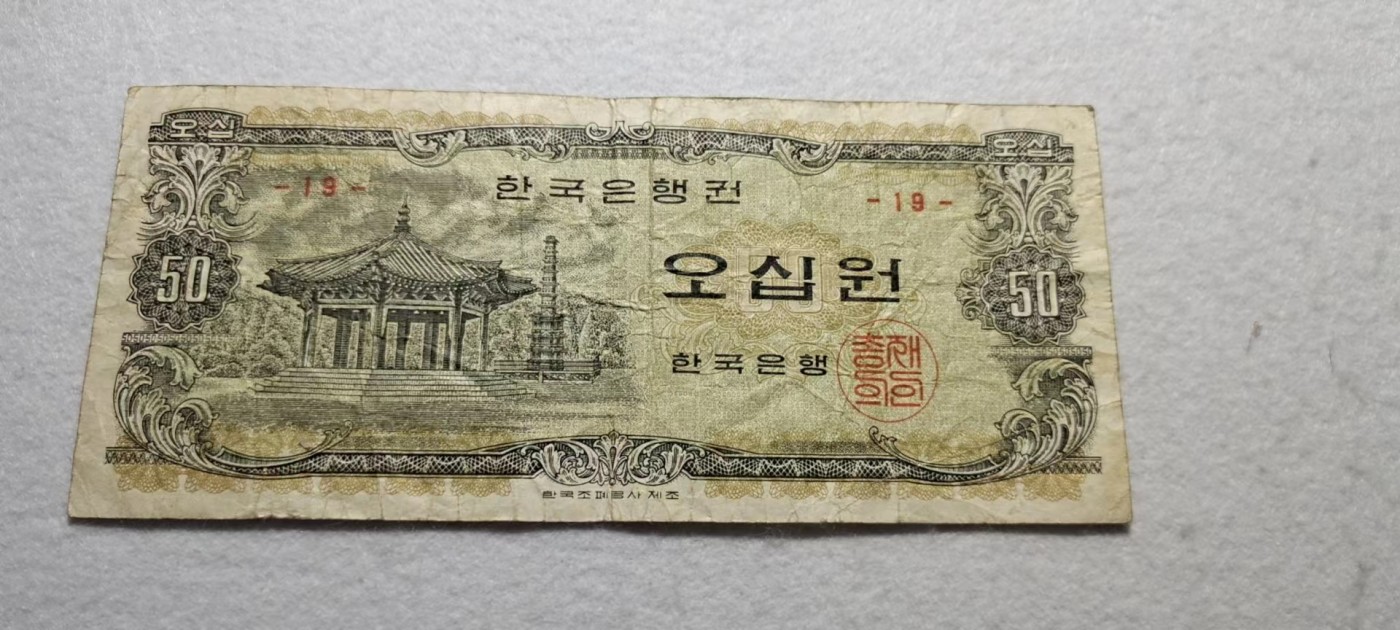 오십 오십
-19- 한국은행권 -19-
50 오십원 50
한국은행 총재의인
한국조폐공사제조